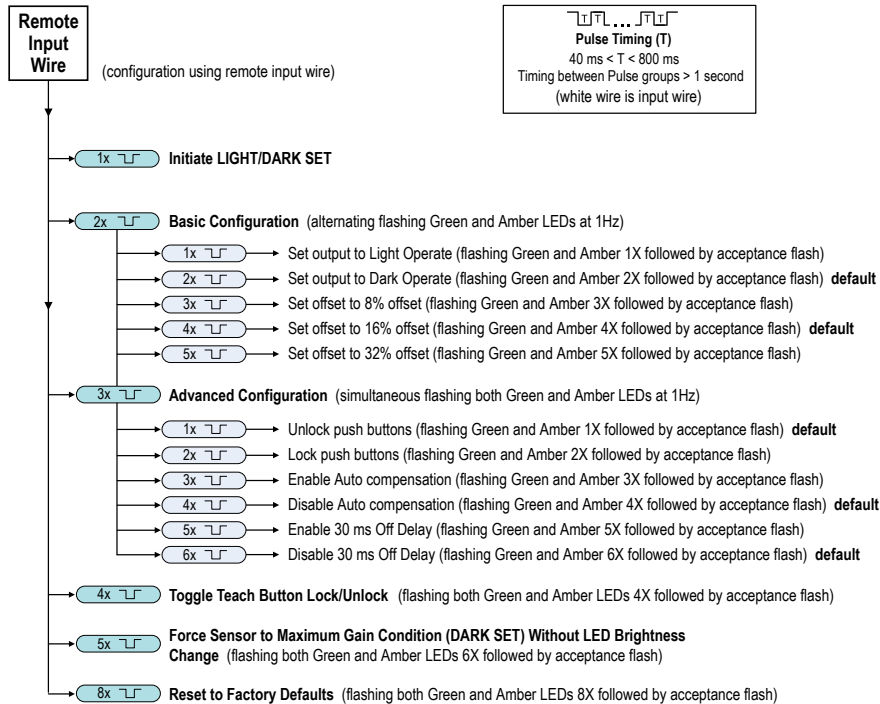 Remote
Input
Wire
(configuration using remote input wire)
T T ... T T
Pulse Timing (T)
40 ms < T < 800 ms
Timing between Pulse groups > 1 second
(white wire is input wire)
1x Initiate LIGHT/DARK SET
2x Basic Configuration (alternating flashing Green and Amber LEDs at 1Hz)
1x Set output to Light Operate (flashing Green and Amber 1X followed by acceptance flash)
2x Set output to Dark Operate (flashing Green and Amber 2X followed by acceptance flash) default
3x Set offset to 8% offset (flashing Green and Amber 3X followed by acceptance flash)
4x Set offset to 16% offset (flashing Green and Amber 4X followed by acceptance flash) default
5x Set offset to 32% offset (flashing Green and Amber 5X followed by acceptance flash)
3x Advanced Configuration (simultaneous flashing both Green and Amber LEDs at 1Hz)
1x Unlock push buttons (flashing Green and Amber 1X followed by acceptance flash) default
2x Lock push buttons (flashing Green and Amber 2X followed by acceptance flash)
3x Enable Auto compensation (flashing Green and Amber 3X followed by acceptance flash)
4x Disable Auto compensation (flashing Green and Amber 4X followed by acceptance flash) default
5x Enable 30 ms Off Delay (flashing Green and Amber 5X followed by acceptance flash)
6x Disable 30 ms Off Delay (flashing Green and Amber 6X followed by acceptance flash) default
4x Toggle Teach Button Lock/Unlock (flashing both Green and Amber LEDs 4X followed by acceptance flash)
5x Force Sensor to Maximum Gain Condition (DARK SET) Without LED Brightness
Change (flashing both Green and Amber LEDs 6X followed by acceptance flash)
8x Reset to Factory Defaults (flashing both Green and Amber LEDs 8X followed by acceptance flash)